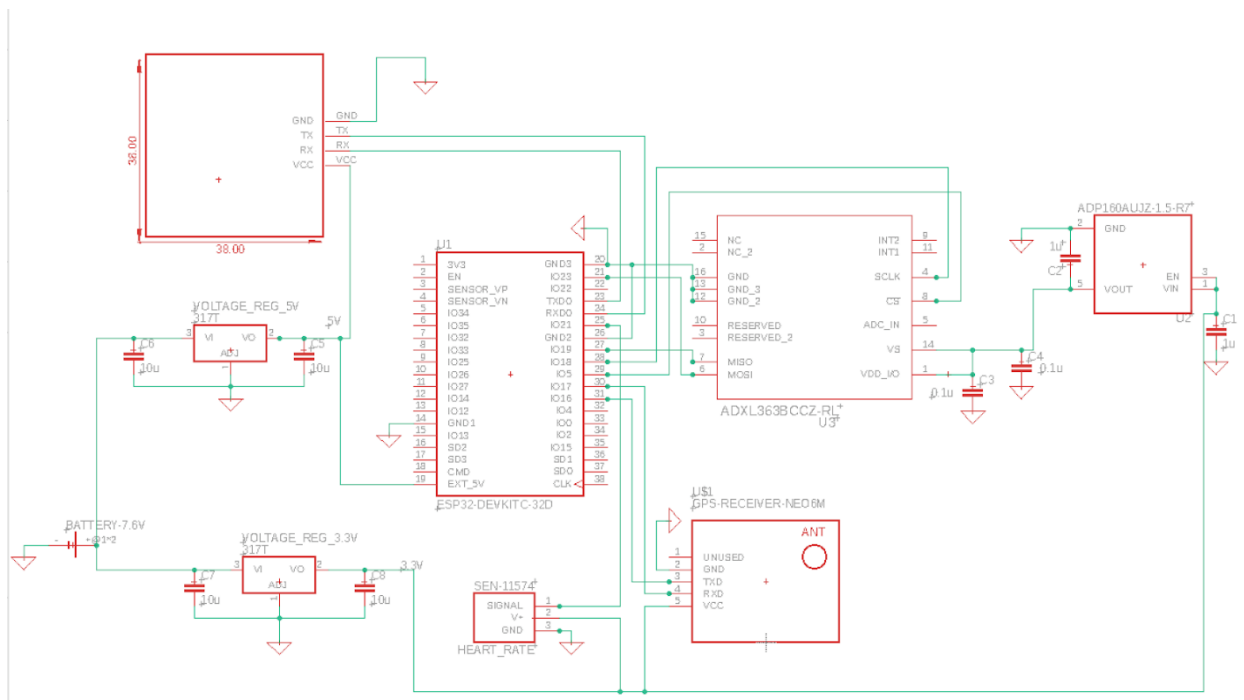 38.00
38.00
GND GND
TX TX
RX RX
VCC VCC
VOLTAGE_REG_5V
317T
3 VI VO 2
ADJ
1
5V
C6
10u
C5
10u
BATTERY-7.6V
VOLTAGE_REG_3.3V
317T
3 VI VO 2
ADJ
1
3.3V
C7
10u
C8
10u
U1
1 3V3 GND3 20
2 EN IO23 21
3 SENSOR_VP IO22 22
4 SENSOR_VN TXD0 23
5 IO34 RXD0 24
6 IO35 IO21 25
7 IO32 GND2 26
8 IO33 IO19 27
9 IO25 IO18 28
10 IO26 IO5 29
11 IO27 IO17 30
12 IO14 IO16 31
13 IO12 IO4 32
14 GND1 IO0 33
15 IO13 IO2 34
16 SD2 IO15 35
17 SD3 SD1 36
18 CMD SD0 37
19 EXT_5V CLK 38
ESP32-DEVKITC-32D
SEN-11574
SIGNAL 1
V+ 2
GND 3
HEART_RATE
15 NC INT2 9
2 NC_2 INT1 11
16 GND SCLK 4
13 GND_3 CS 8
12 GND_2
10 RESERVED ADC_IN 5
3 RESERVED_2
VS 14
7 MISO
6 MOSI VDD_I/O 1
ADXL363BCCZ-RL
U3
C4
0.1u
C3
0.1u
GPS-RECEIVER-NEO6M
ANT
1 UNUSED
2 GND
3 TXD
4 RXD
5 VCC
ADP160AUJZ-1.5-R7
2 GND
EN 3
5 VOUT VIN 1
U2
1u
C2
C1
1u